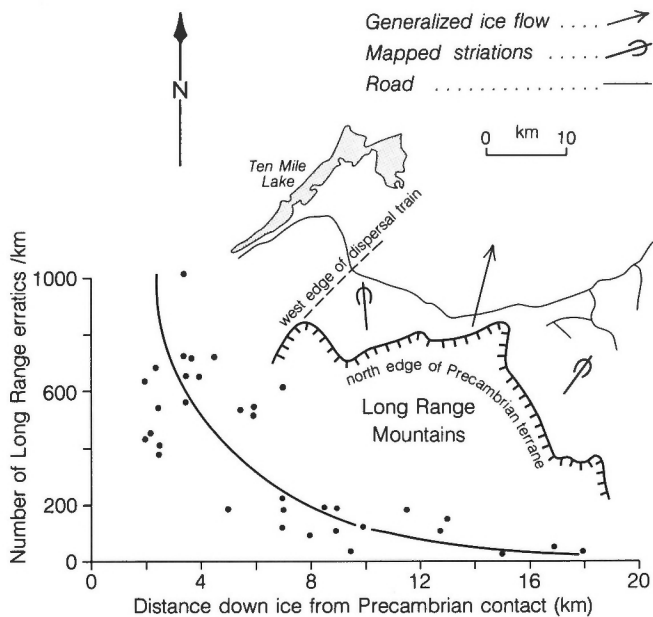 Generalized ice flow ....
Mapped striations .....
Road ...............
N
0 km 10
Ten Mile
Lake
west edge of dispersal train
north edge of Precambrian terrane
Long Range
Mountains
Number of Long Range erratics /km
1000
600
200
0
0 4 8 12 16 20
Distance down ice from Precambrian contact (km)